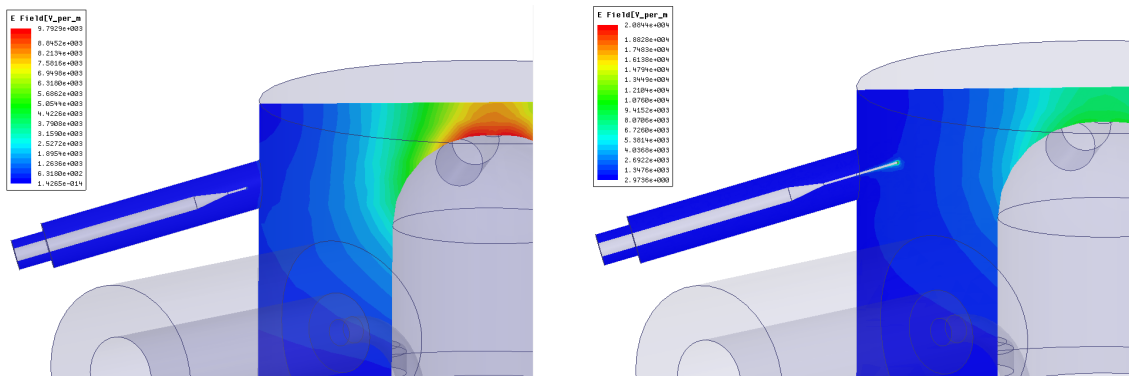 E Field[V_per_m
9.7929e+003
8.8452e+003
8.2134e+003
7.5816e+003
6.9498e+003
6.3180e+003
5.6862e+003
5.0544e+003
4.4226e+003
3.7908e+003
3.1590e+003
2.5272e+003
1.8954e+003
1.2636e+003
6.3180e+002
1.4265e-014
E Field[V_per_m
2.0844e+004
1.8828e+004
1.7483e+004
1.6138e+004
1.4794e+004
1.3449e+004
1.2104e+004
1.0760e+004
9.4152e+003
8.0706e+003
6.7260e+003
5.3814e+003
4.0368e+003
2.6922e+003
1.3476e+003
2.9736e+000